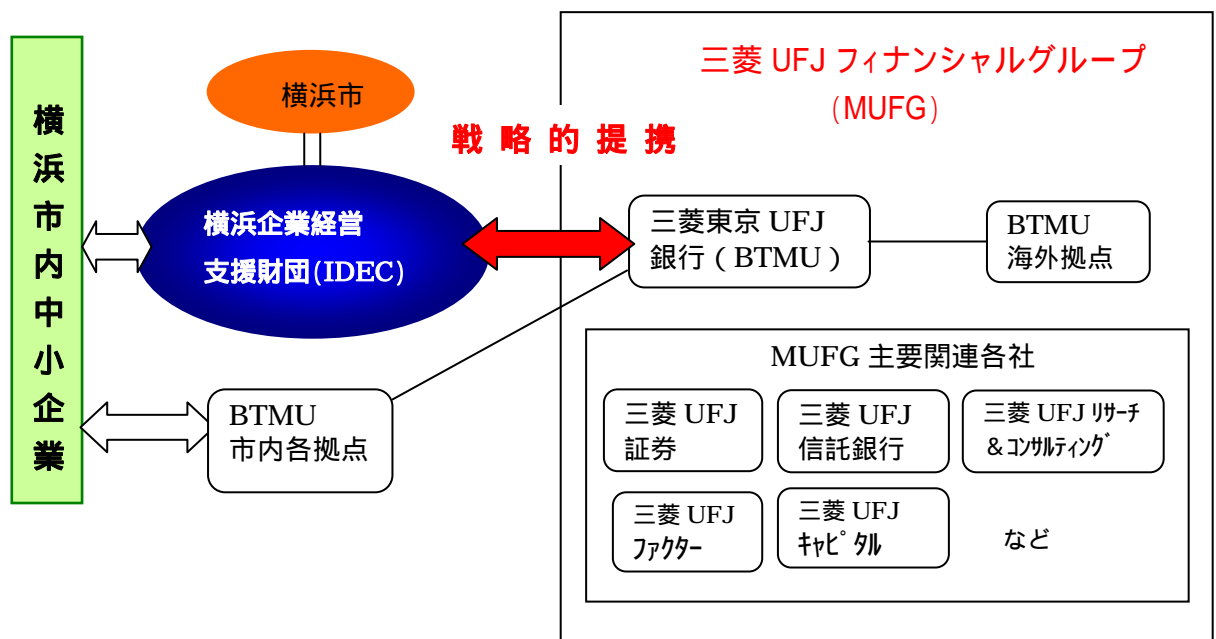 横浜市内中小企業
横浜市
横浜企業経営
支援財団(IDEC)
戦略的提携
三菱 UFJ フィナンシャルグループ
(MUFG)
三菱東京 UFJ
銀行（BTMU）
BTMU
海外拠点
BTMU
市内各拠点
MUFG 主要関連各社
三菱 UFJ
証券
三菱 UFJ
信託銀行
三菱 UFJ ﾘｻｰﾁ
＆ｺﾝｻﾙﾃｨﾝｸﾞ
三菱 UFJ
ﾌｧｸﾀｰ
三菱 UFJ
ｷｬﾋﾟﾀﾙ
など